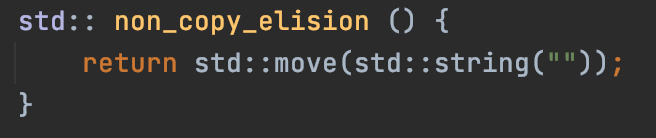 std:: non_copy_elision () {
    return std::move(std::string(""));
}